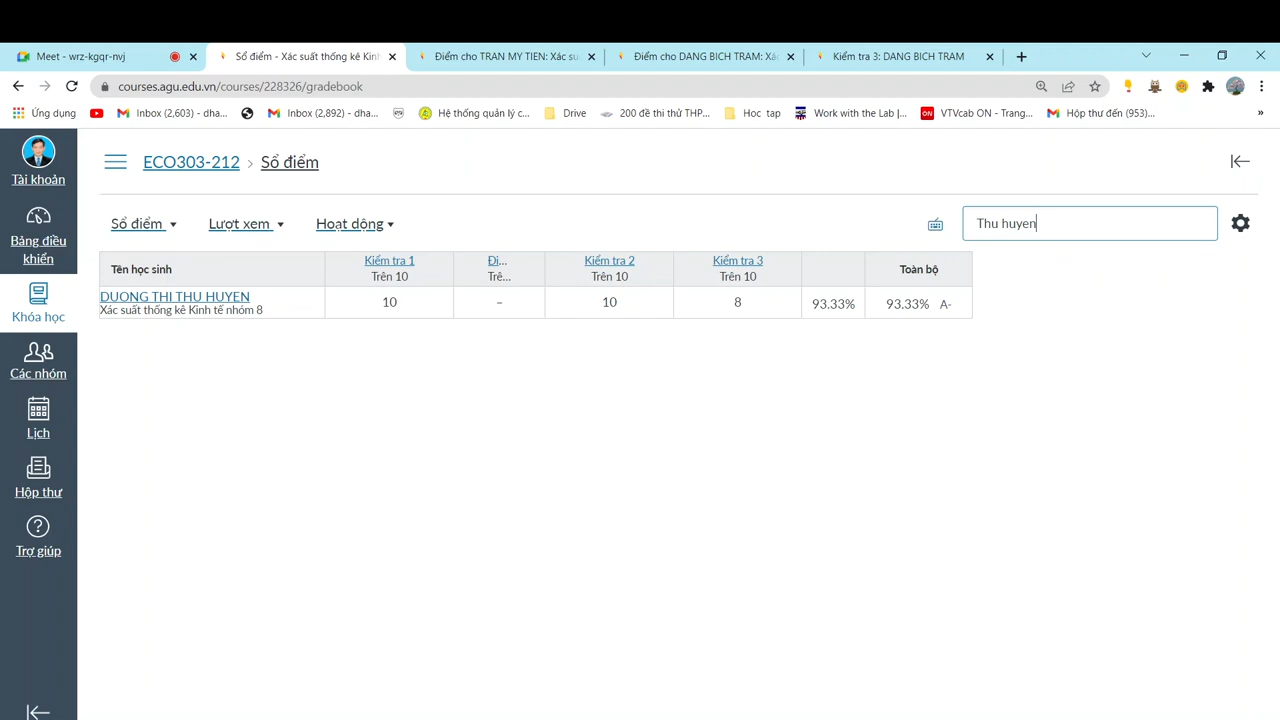 Meet - wrz-kgqr-nvj
Sổ điểm - Xác suất thống kê Kinh
Điểm cho TRAN MY TIEN: Xác su
Điểm cho DANG BICH TRAM: Xác
Kiểm tra 3: DANG BICH TRAM
courses.agu.edu.vn/courses/228326/gradebook
Ứng dụng
Inbox (2,603) - dha...
Inbox (2,892) - dha...
Hệ thống quản lý c...
Drive
200 đề thi thử THP...
Hoc tap
Work with the Lab |...
ON
VTVcab ON - Trang...
Hộp thư đến (953)...
»
Tài khoản
Bảng điều
khiển
Khóa học
Các nhóm
Lịch
Hộp thư
Trợ giúp
ECO303-212 › Sổ điểm
Sổ điểm
Lượt xem
Hoạt động
Thu huyen
Tên học sinh
Kiểm tra 1
Trên 10
Đi...
Trê...
Kiểm tra 2
Trên 10
Kiểm tra 3
Trên 10
Toàn bộ
DUONG THI THU HUYEN
Xác suất thống kê Kinh tế nhóm 8
10
–
10
8
93.33%
93.33% A-